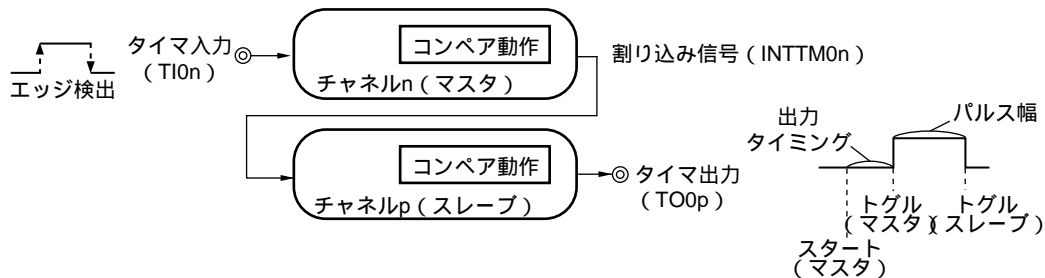 エッジ検出
タイマ入力
（TI0n）
コンペア動作
チャネルn（マスタ）
割り込み信号（INTTM0n）
コンペア動作
チャネルp（スレーブ）
タイマ出力
（TO0p）
出力
タイミング
パルス幅
トグル
（マスタ）
トグル
（スレーブ）
スタート
（マスタ）